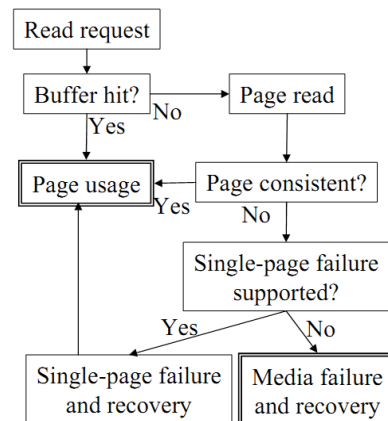 Read request
Buffer hit?
No
Page read
Yes
Page usage
Yes
Page consistent?
No
Single-page failure
supported?
Yes
No
Single-page failure
and recovery
Media failure
and recovery